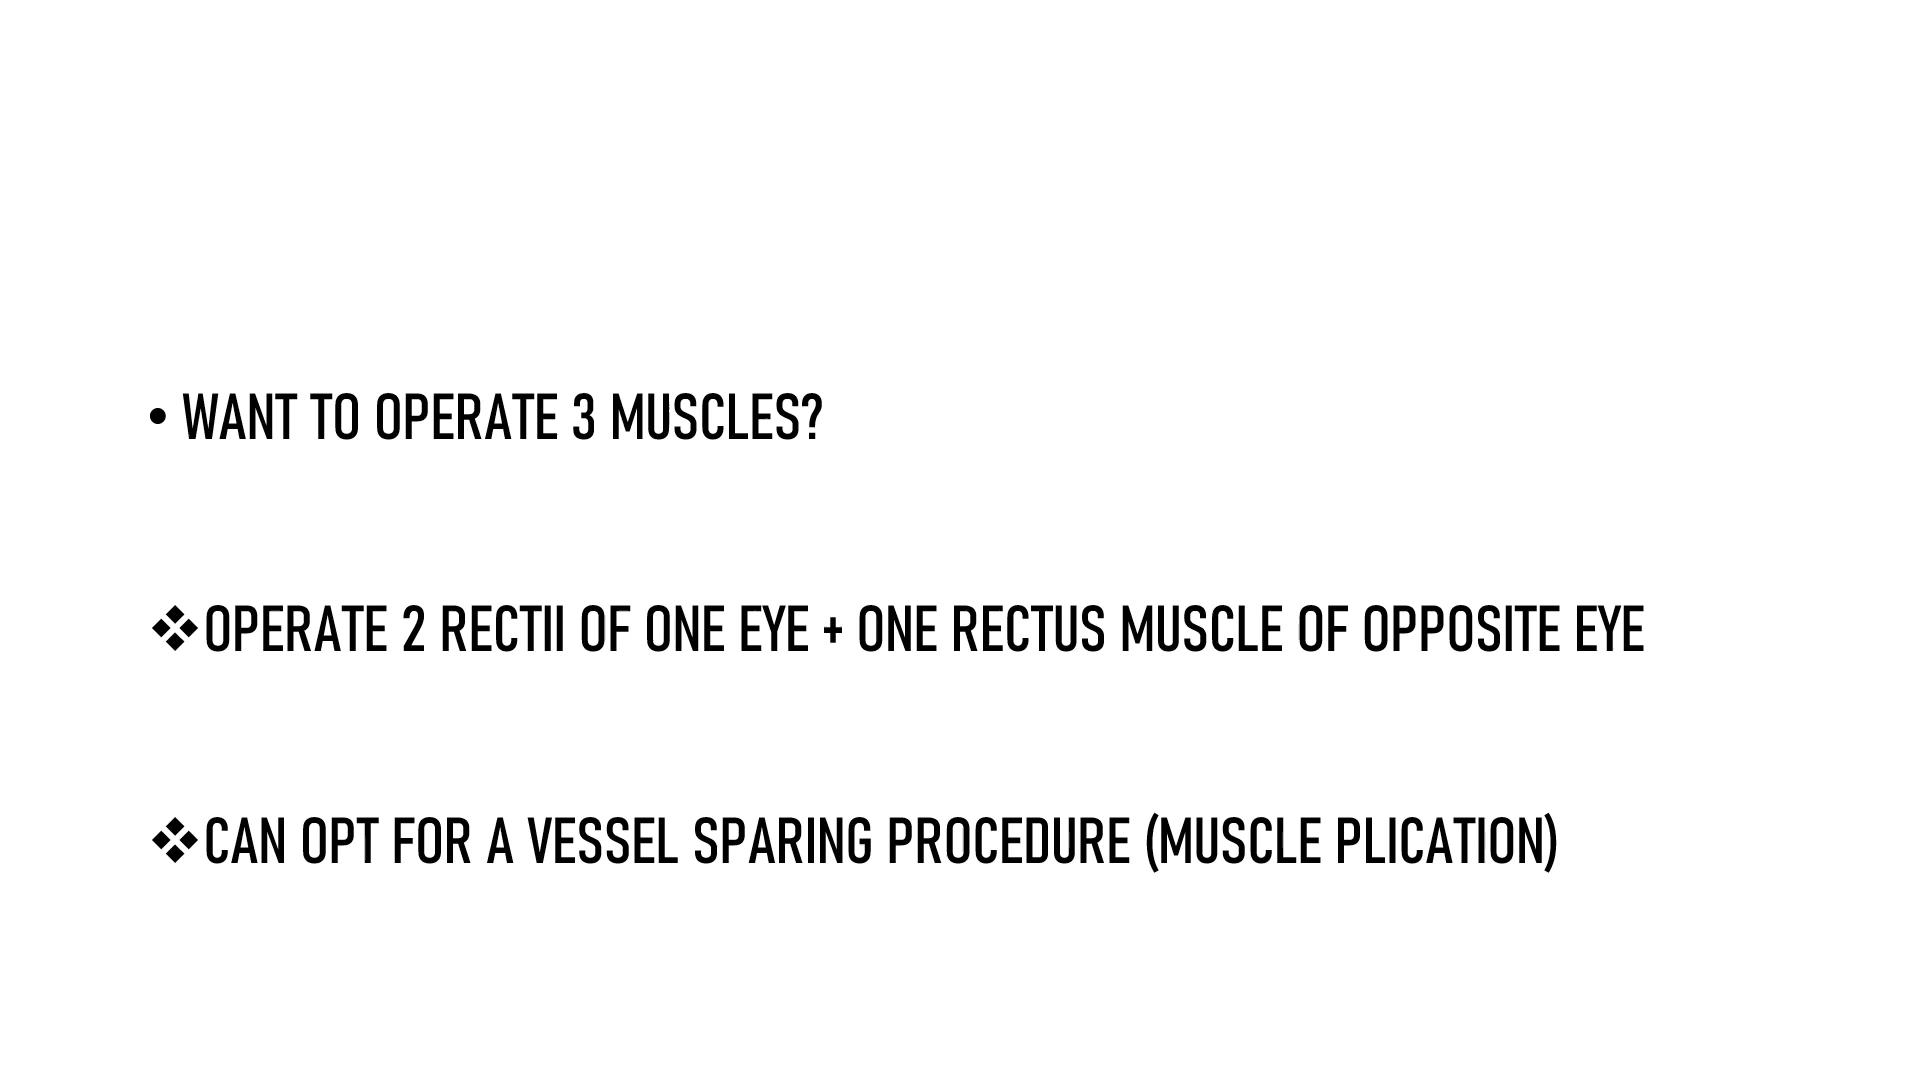 • WANT TO OPERATE 3 MUSCLES?
❖OPERATE 2 RECTII OF ONE EYE + ONE RECTUS MUSCLE OF OPPOSITE EYE
❖CAN OPT FOR A VESSEL SPARING PROCEDURE (MUSCLE PLICATION)